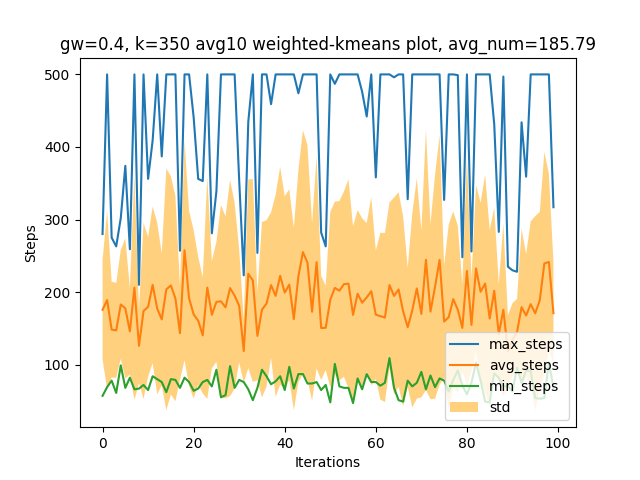 gw=0.4, k=350 avg10 weighted-kmeans plot, avg_num=185.79
500
400
300
200
100
Steps
0
20
40
60
80
100
Iterations
max_steps
avg_steps
min_steps
std